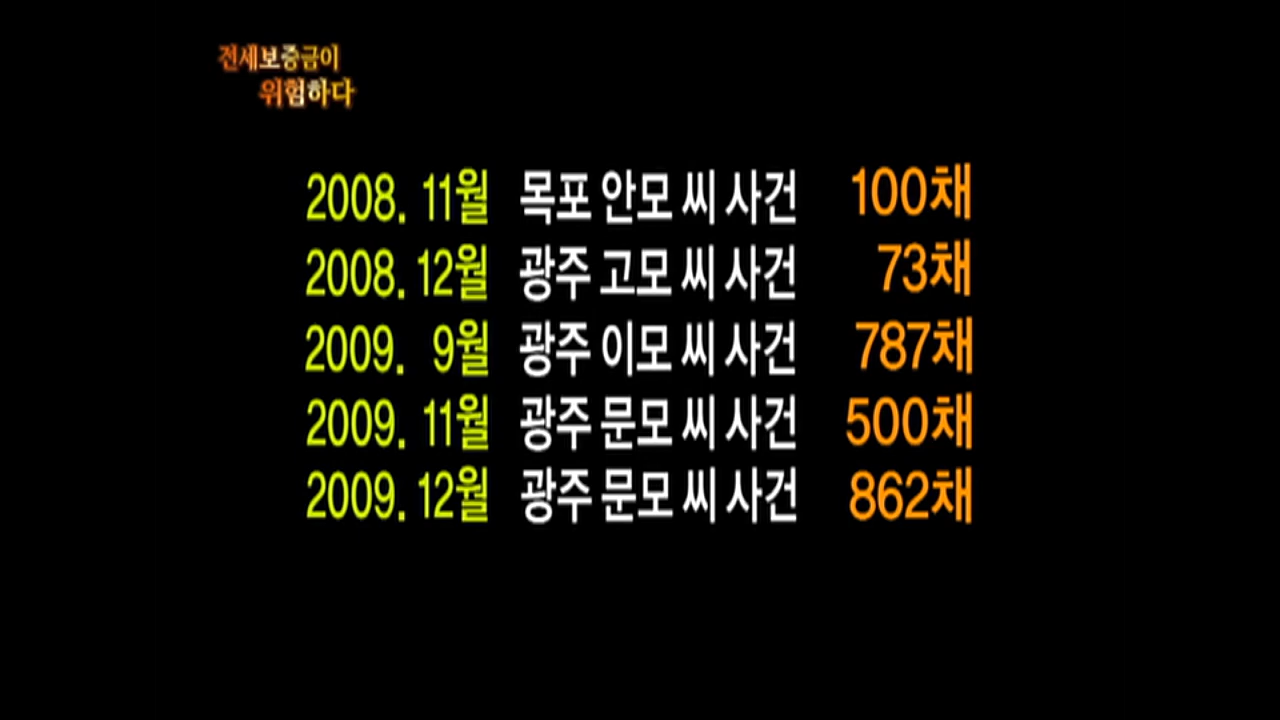 전세보증금이
위험하다
2008. 11월 목포 안모 씨 사건 100채
2008. 12월 광주 고모 씨 사건 73채
2009. 9월 광주 이모 씨 사건 787채
2009. 11월 광주 문모 씨 사건 500채
2009. 12월 광주 문모 씨 사건 862채